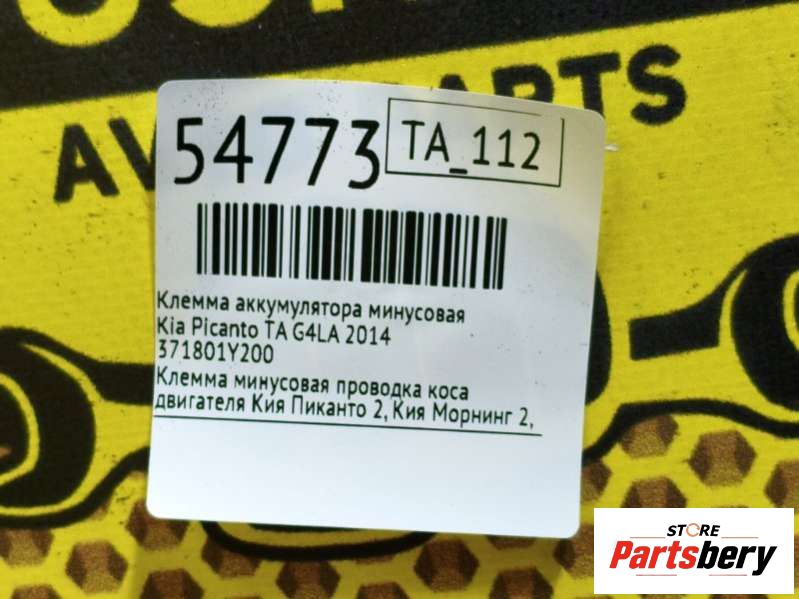 54773
TA_112
Клемма аккумулятора минусовая
Kia Picanto TA G4LA 2014
371801Y200
Клемма минусовая проводка коса
двигателя Кия Пиканто 2, Кия Морнинг 2,
STORE
Partsbery